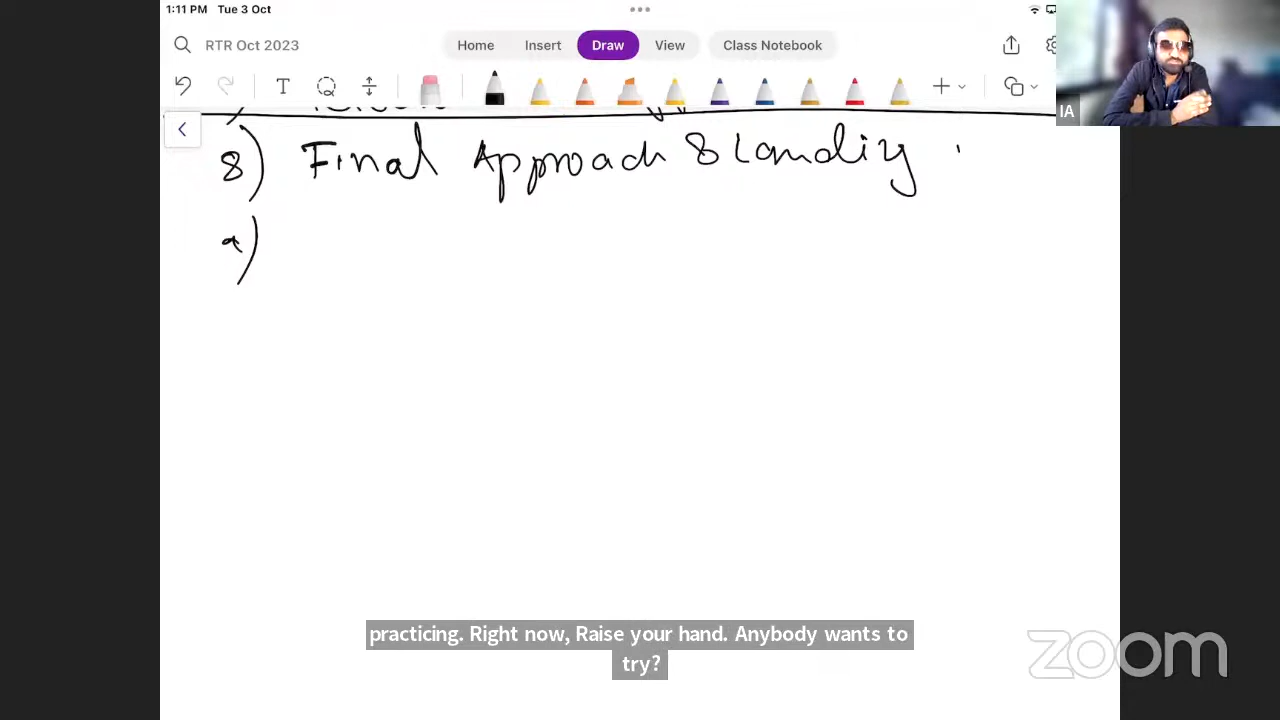 1:11 PM Tue 3 Oct
RTR Oct 2023
Home Insert Draw View Class Notebook
IA
8) Final Approach & Landing
a)
practicing. Right now, Raise your hand. Anybody wants to
try?
zoom